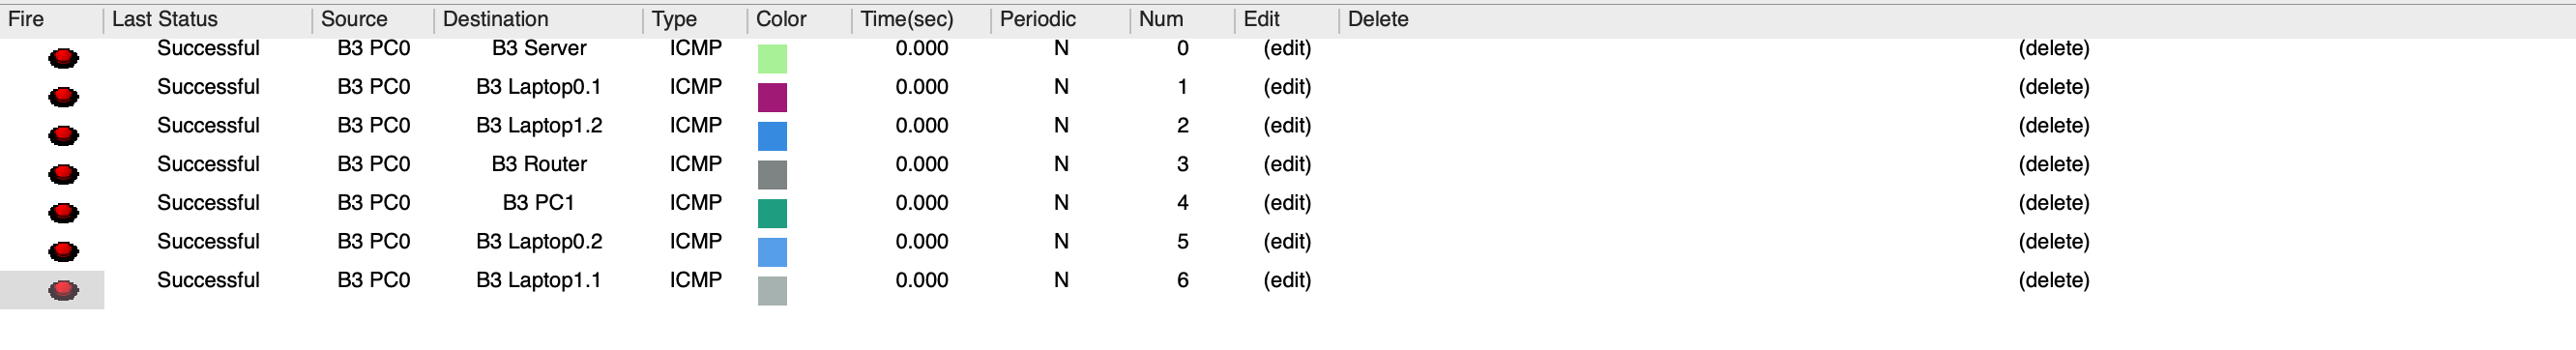 Fire Last Status Source Destination Type Color Time(sec) Periodic Num Edit Delete
Successful B3 PC0 B3 Server ICMP 0.000 N 0 (edit) (delete)
Successful B3 PC0 B3 Laptop0.1 ICMP 0.000 N 1 (edit) (delete)
Successful B3 PC0 B3 Laptop1.2 ICMP 0.000 N 2 (edit) (delete)
Successful B3 PC0 B3 Router ICMP 0.000 N 3 (edit) (delete)
Successful B3 PC0 B3 PC1 ICMP 0.000 N 4 (edit) (delete)
Successful B3 PC0 B3 Laptop0.2 ICMP 0.000 N 5 (edit) (delete)
Successful B3 PC0 B3 Laptop1.1 ICMP 0.000 N 6 (edit) (delete)